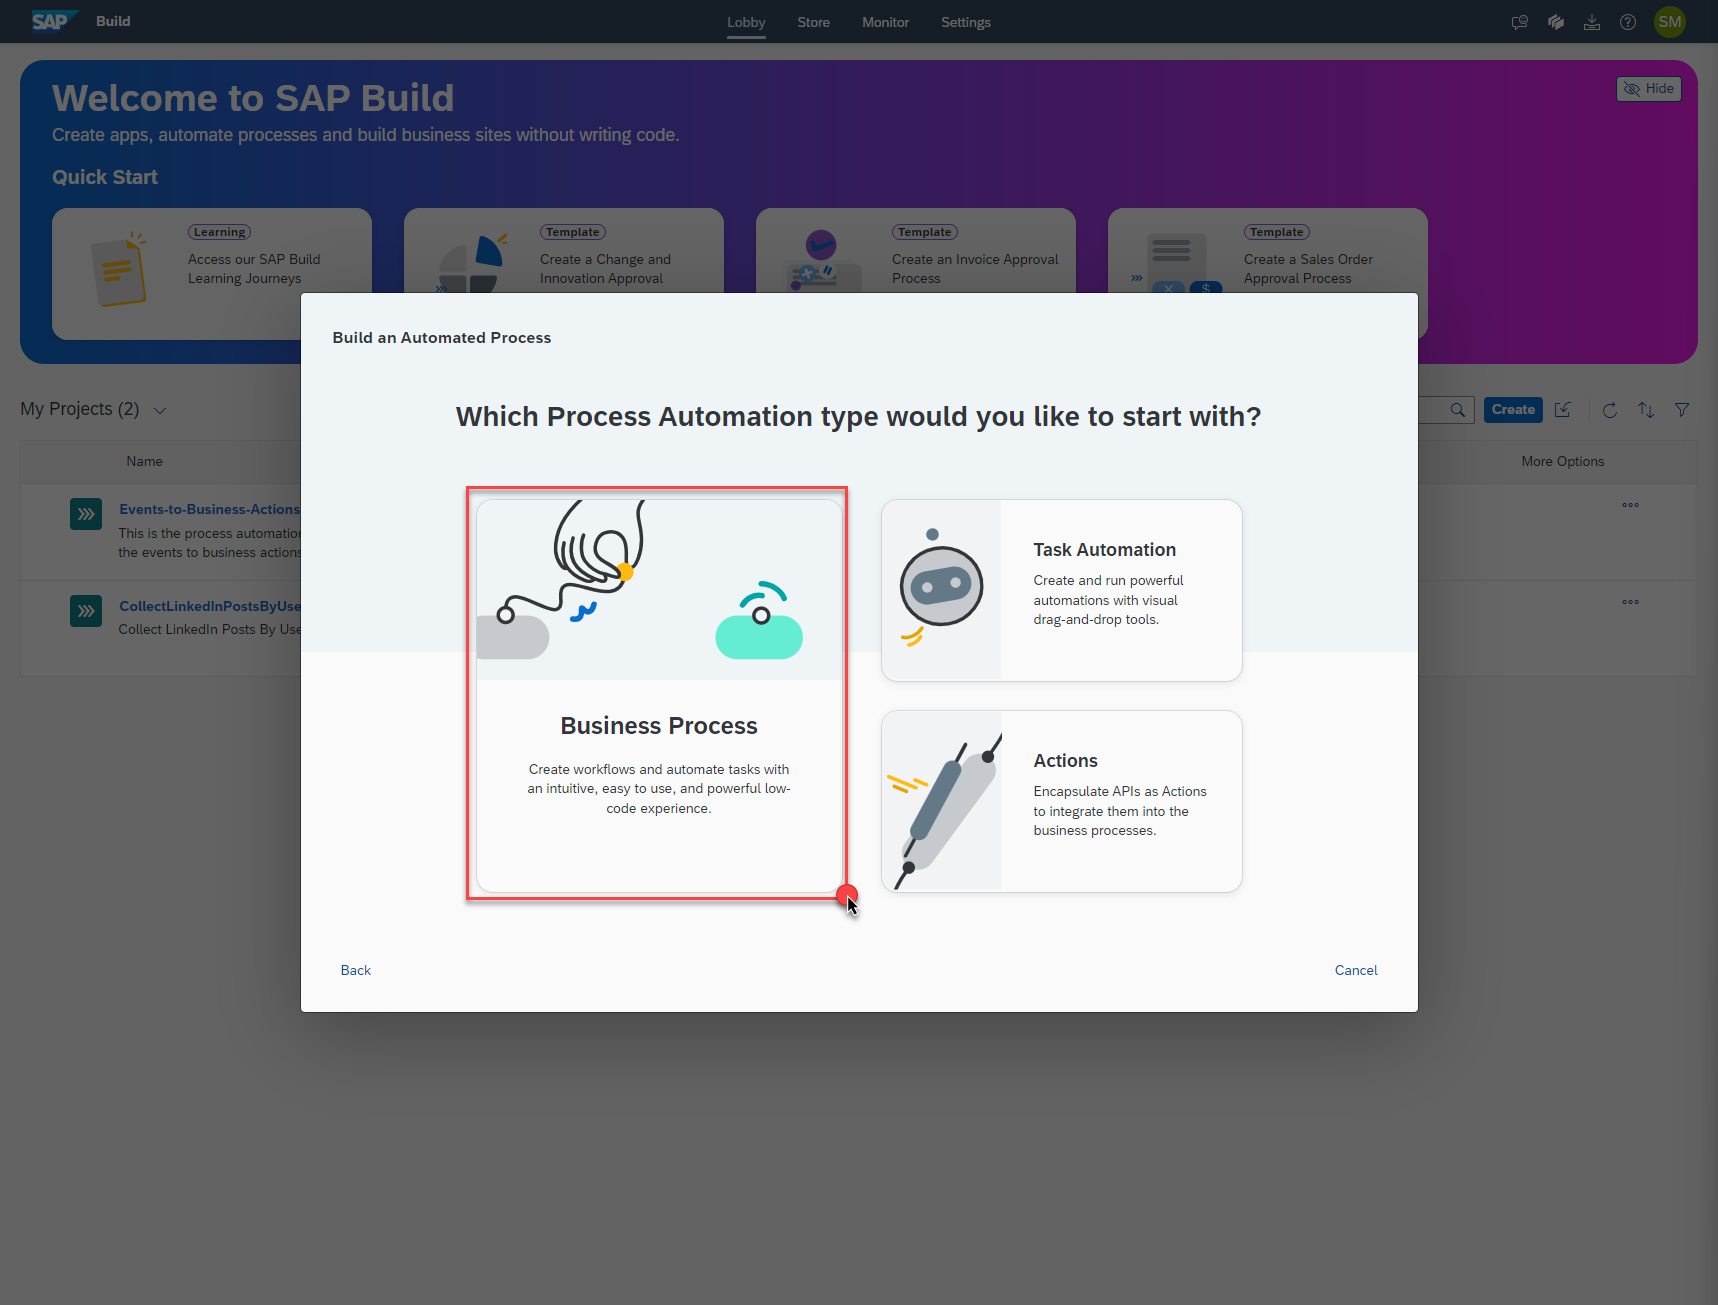 SAP Build
Lobby Store Monitor Settings
SM
Welcome to SAP Build
Hide
Create apps, automate processes and build business sites without writing code.
Quick Start
Learning
Access our SAP Build
Learning Journeys
Template
Create a Change and
Innovation Approval
Template
Create an Invoice Approval
Process
Template
Create a Sales Order
Approval Process
Build an Automated Process
Which Process Automation type would you like to start with?
My Projects (2)
Create
Name
More Options
Events-to-Business-Actions
This is the process automation
the events to business actions
CollectLinkedInPostsByUse
Collect LinkedIn Posts By Use
Business Process
Create workflows and automate tasks with
an intuitive, easy to use, and powerful low-
code experience.
Task Automation
Create and run powerful
automations with visual
drag-and-drop tools.
Actions
Encapsulate APIs as Actions
to integrate them into the
business processes.
Back
Cancel